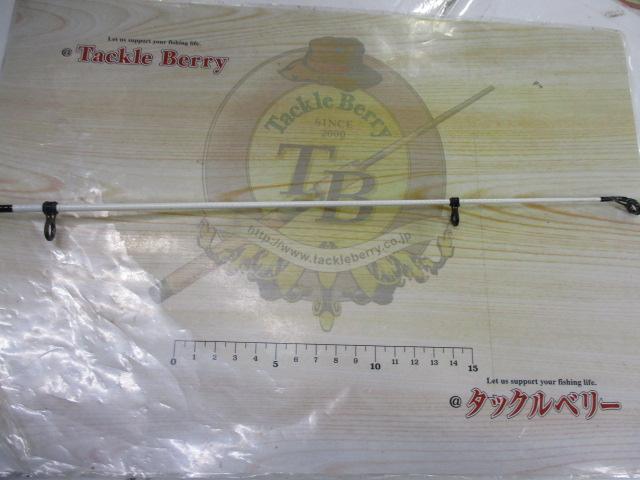 Let us support your fishing life.
@ Tackle Berry
Tackle Berry
SINCE
2000
TB
http://www.tackleberry.co.jp
0 1 2 3 4 5 6 7 8 9 10 11 12 13 14 15
Let us support your fishing life.
@ タックルベリー